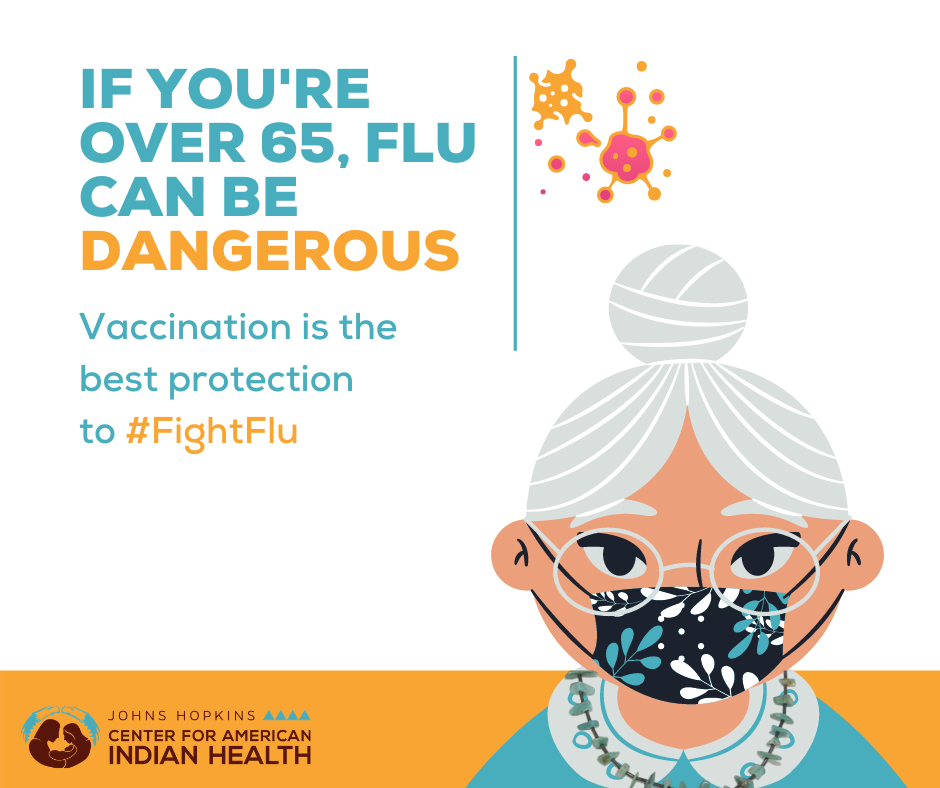 IF YOU'RE
OVER 65, FLU
CAN BE
DANGEROUS
Vaccination is the
best protection
to #FightFlu
JOHNS HOPKINS
CENTER FOR AMERICAN
INDIAN HEALTH